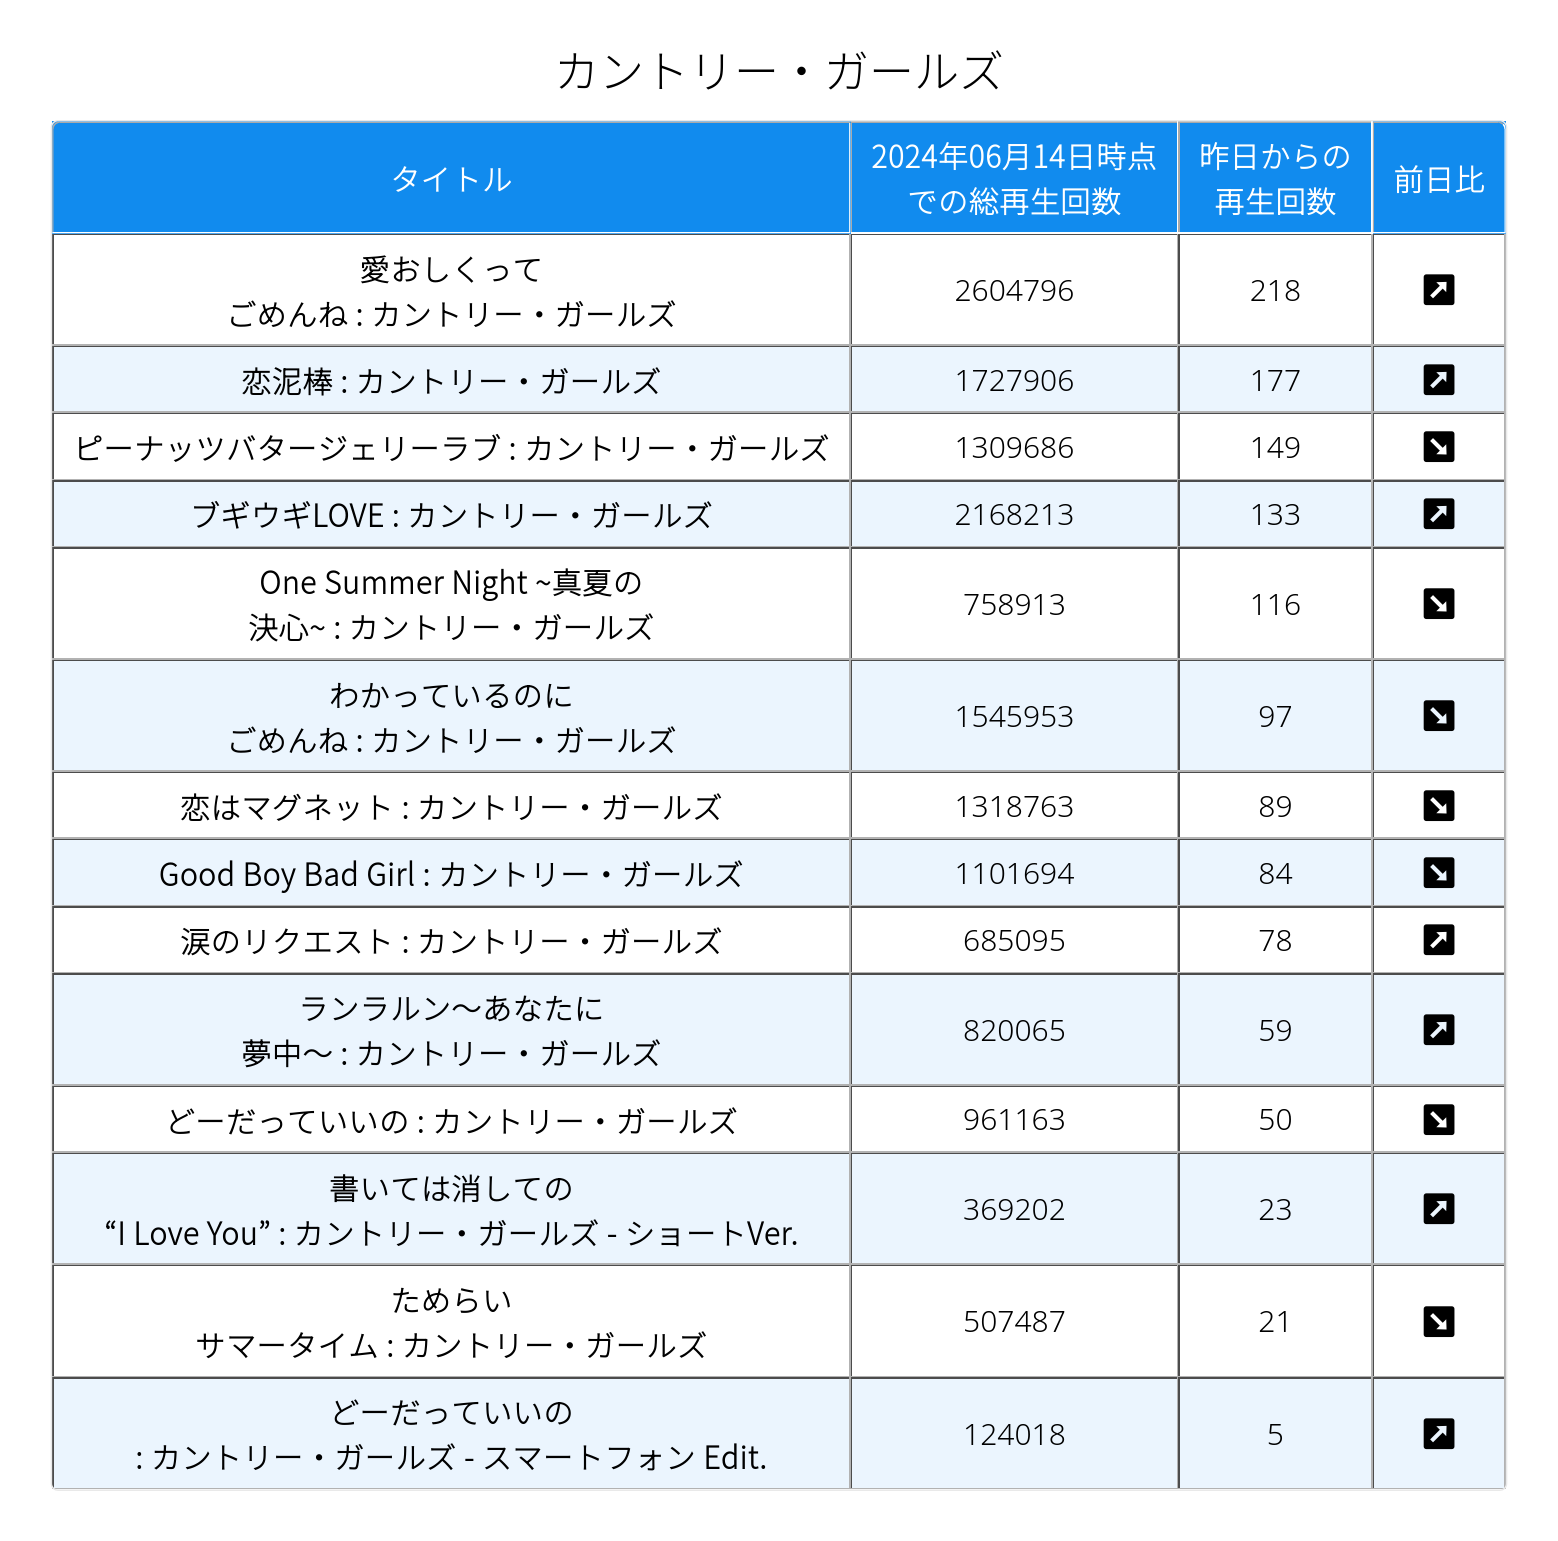 カントリー・ガールズ
タイトル
2024年06月14日時点
での総再生回数
昨日からの
再生回数
前日比
愛おしくって
ごめんね : カントリー・ガールズ
2604796
218
恋泥棒 : カントリー・ガールズ
1727906
177
ピーナッツバタージェリーラブ : カントリー・ガールズ
1309686
149
ブギウギLOVE : カントリー・ガールズ
2168213
133
One Summer Night ~真夏の
決心~ : カントリー・ガールズ
758913
116
わかっているのに
ごめんね : カントリー・ガールズ
1545953
97
恋はマグネット : カントリー・ガールズ
1318763
89
Good Boy Bad Girl : カントリー・ガールズ
1101694
84
涙のリクエスト : カントリー・ガールズ
685095
78
ランラルン〜あなたに
夢中〜 : カントリー・ガールズ
820065
59
どーだっていいの : カントリー・ガールズ
961163
50
書いては消しての
“I Love You” : カントリー・ガールズ - ショートVer.
369202
23
ためらい
サマータイム : カントリー・ガールズ
507487
21
どーだっていいの
: カントリー・ガールズ - スマートフォン Edit.
124018
5